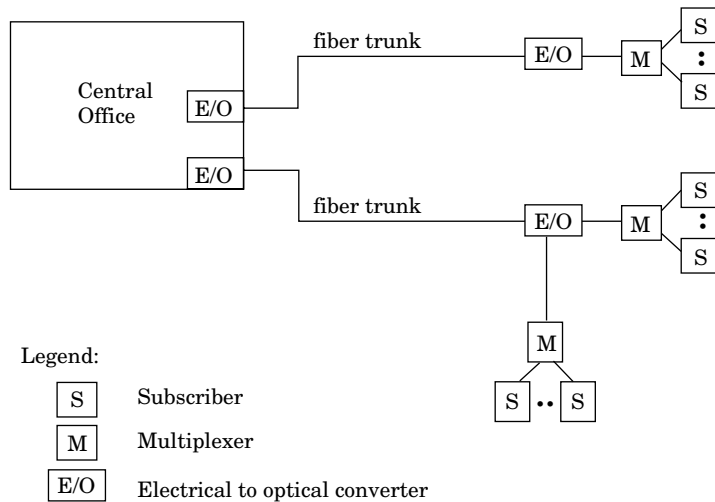 S
fiber trunk
E/O
M
Central
Office
E/O
S
E/O
S
fiber trunk
E/O
M
S
Legend:
M
S
Subscriber
S
S
M
Multiplexer
E/O
Electrical to optical converter